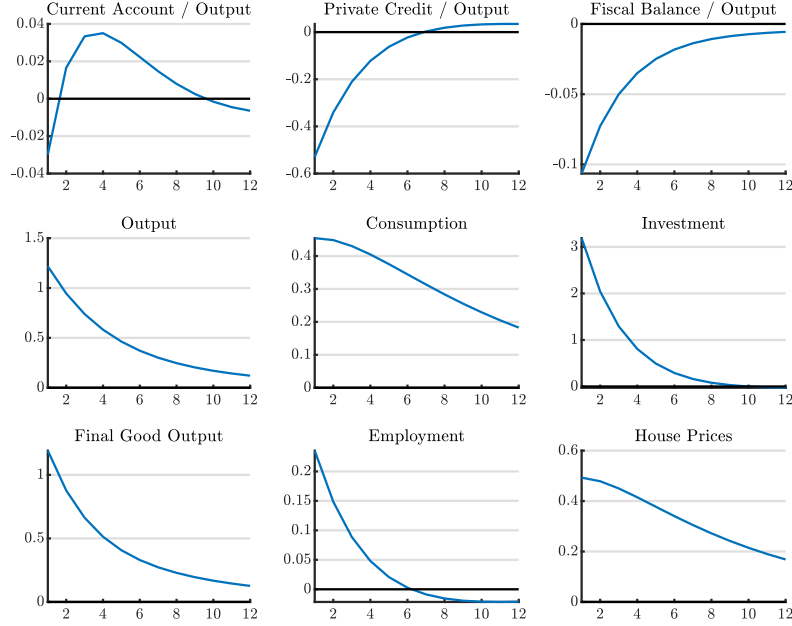 Current Account / Output
Private Credit / Output
Fiscal Balance / Output
0.04
0.02
0
-0.02
-0.04
2 4 6 8 10 12
0
-0.2
-0.4
-0.6
2 4 6 8 10 12
0
-0.05
-0.1
2 4 6 8 10 12
Output
Consumption
Investment
1.5
1
0.5
0
2 4 6 8 10 12
0.4
0.3
0.2
0.1
0
2 4 6 8 10 12
3
2
1
0
2 4 6 8 10 12
Final Good Output
Employment
House Prices
1
0.5
0
2 4 6 8 10 12
0.2
0.15
0.1
0.05
0
2 4 6 8 10 12
0.6
0.4
0.2
0
2 4 6 8 10 12